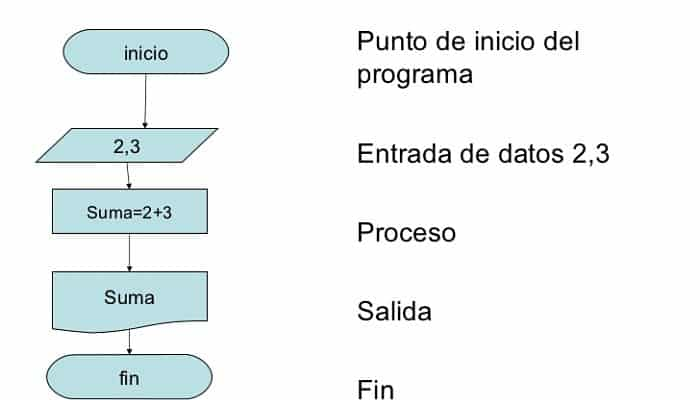 inicio
Punto de inicio del
programa
2,3
Entrada de datos 2,3
Suma=2+3
Proceso
Suma
Salida
fin
Fin